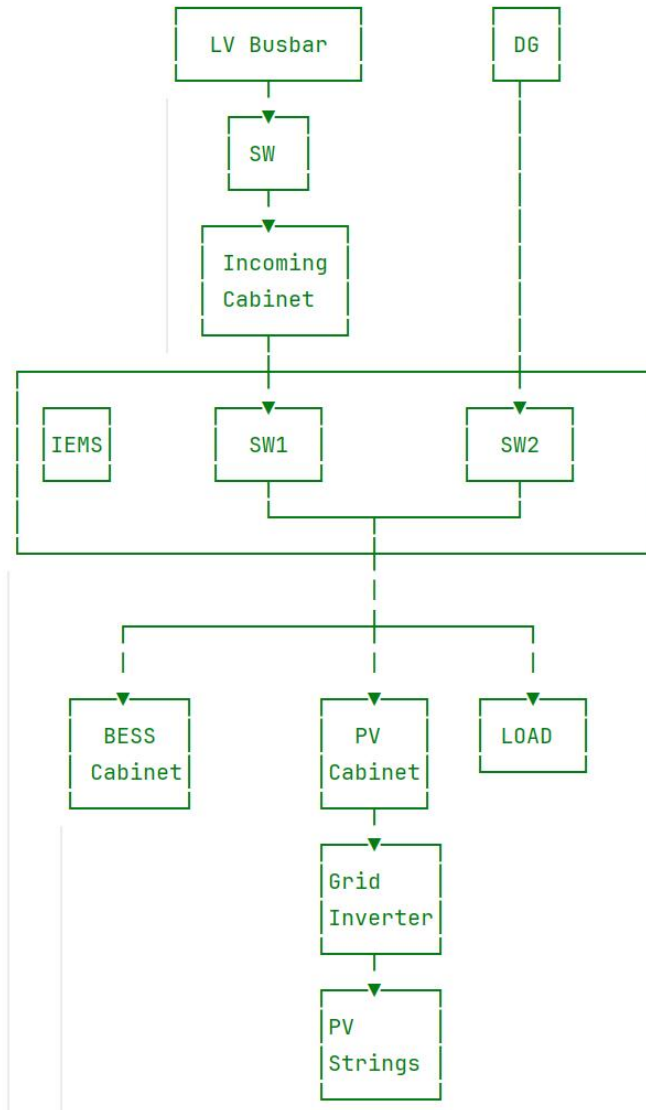 LV Busbar
DG
SW
Incoming
Cabinet
IEMS
SW1
SW2
BESS
Cabinet
PV
Cabinet
LOAD
Grid
Inverter
PV
Strings